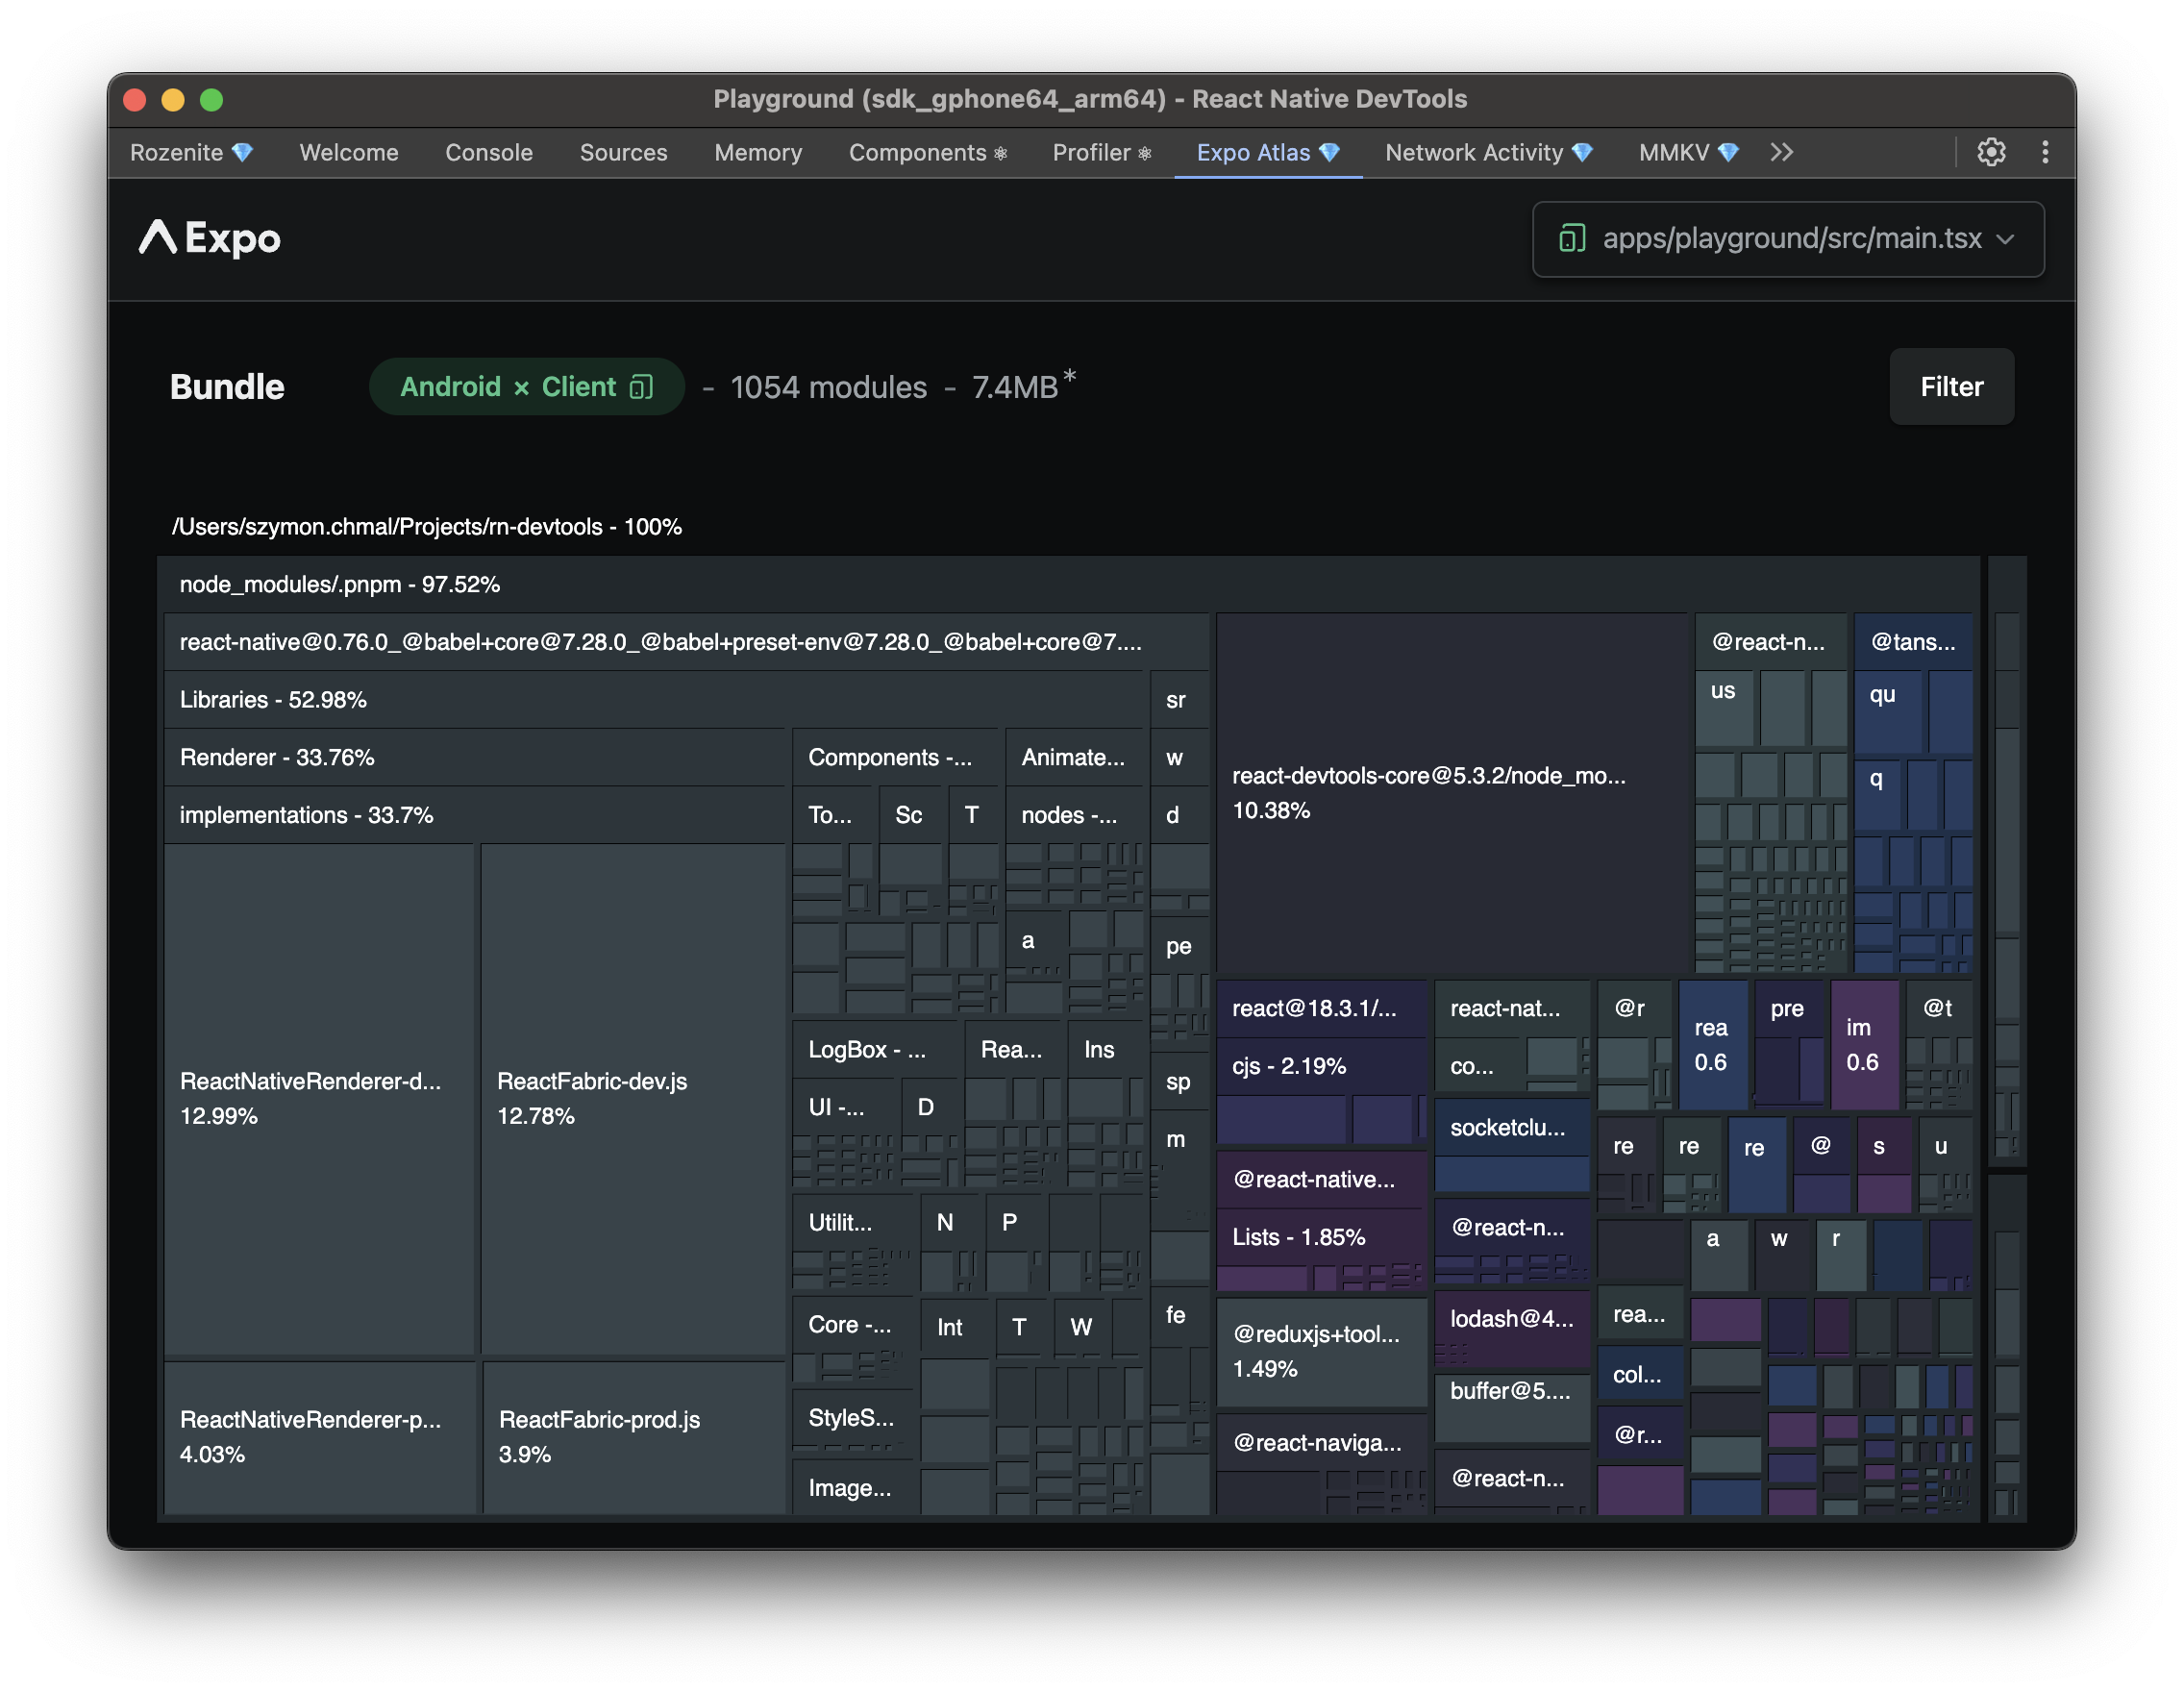 Playground (sdk_gphone64_arm64) - React Native DevTools
Rozenite 💎 Welcome Console Sources Memory Components ⚛ Profiler ⚛ Expo Atlas 💎 Network Activity 💎 MMKV 💎 >>
Expo
apps/playground/src/main.tsx
Bundle
Android × Client - 1054 modules - 7.4MB*
Filter
/Users/szymon.chmal/Projects/rn-devtools - 100%
node_modules/.pnpm - 97.52%
react-native@0.76.0_@babel+core@7.28.0_@babel+preset-env@7.28.0_@babel+core@7....
Libraries - 52.98%
Renderer - 33.76%
implementations - 33.7%
ReactNativeRenderer-d...
12.99%
ReactFabric-dev.js
12.78%
ReactNativeRenderer-p...
4.03%
ReactFabric-prod.js
3.9%
Components -...
To...
Sc
T
Animate...
nodes -...
a
LogBox - ...
UI -...
D
Rea...
Ins
Utilit...
N
P
Core -...
Int
T
W
StyleS...
Image...
sr
w
d
pe
sp
m
fe
react-devtools-core@5.3.2/node_mo...
10.38%
@react-n...
us
@tans...
qu
q
react@18.3.1/...
cjs - 2.19%
@react-native...
Lists - 1.85%
@reduxjs+tool...
1.49%
@react-naviga...
react-nat...
co...
socketclu...
@react-n...
lodash@4...
buffer@5....
@react-n...
@r
rea
0.6
pre
im
0.6
@t
re
re
re
@
s
u
a
w
r
rea...
col...
@r...